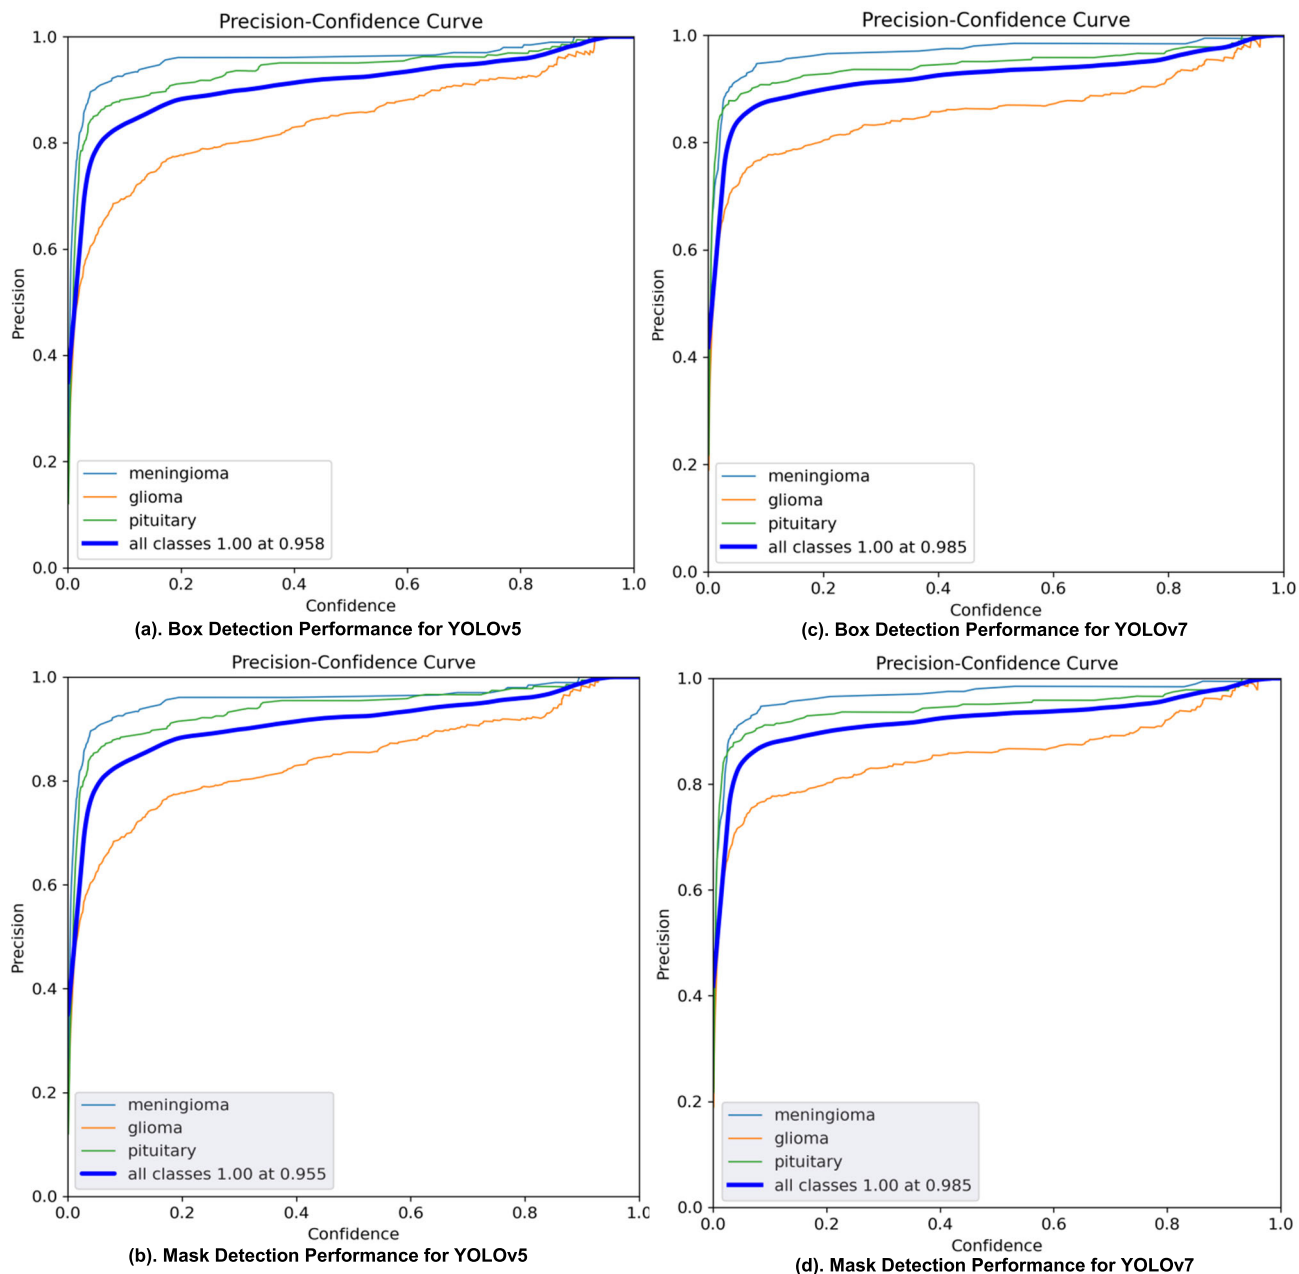 Precision-Confidence Curve
1.0
0.8
0.6
0.4
0.2
0.0
Precision
meningioma
glioma
pituitary
all classes 1.00 at 0.958
0.0 0.2 0.4 0.6 0.8 1.0
Confidence
(a). Box Detection Performance for YOLOv5
Precision-Confidence Curve
1.0
0.8
0.6
0.4
0.2
0.0
Precision
meningioma
glioma
pituitary
all classes 1.00 at 0.985
0.0 0.2 0.4 0.6 0.8 1.0
Confidence
(c). Box Detection Performance for YOLOv7
Precision-Confidence Curve
1.0
0.8
0.6
0.4
0.2
0.0
Precision
meningioma
glioma
pituitary
all classes 1.00 at 0.955
0.0 0.2 0.4 0.6 0.8 1.0
Confidence
(b). Mask Detection Performance for YOLOv5
Precision-Confidence Curve
1.0
0.8
0.6
0.4
0.2
0.0
Precision
meningioma
glioma
pituitary
all classes 1.00 at 0.985
0.0 0.2 0.4 0.6 0.8 1.0
Confidence
(d). Mask Detection Performance for YOLOv7